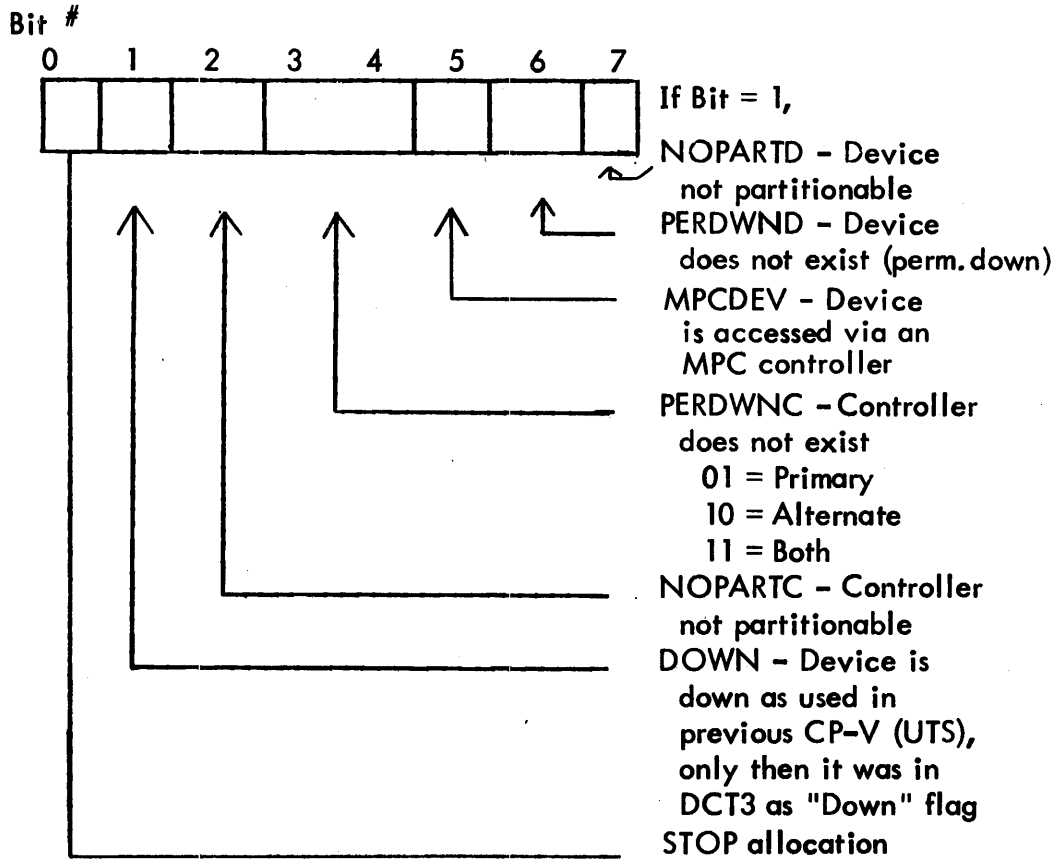 Bit #
0 1 2 3 4 5 6 7
If Bit = 1,
NOPARTD – Device
not partitionable
PERDWND – Device
does not exist (perm. down)
MPCDEV – Device
is accessed via an
MPC controller
PERDWNC – Controller
does not exist
01 = Primary
10 = Alternate
11 = Both
NOPARTC – Controller
not partitionable
DOWN – Device is
down as used in
previous CP-V (UTS),
only then it was in
DCT3 as "Down" flag
STOP allocation